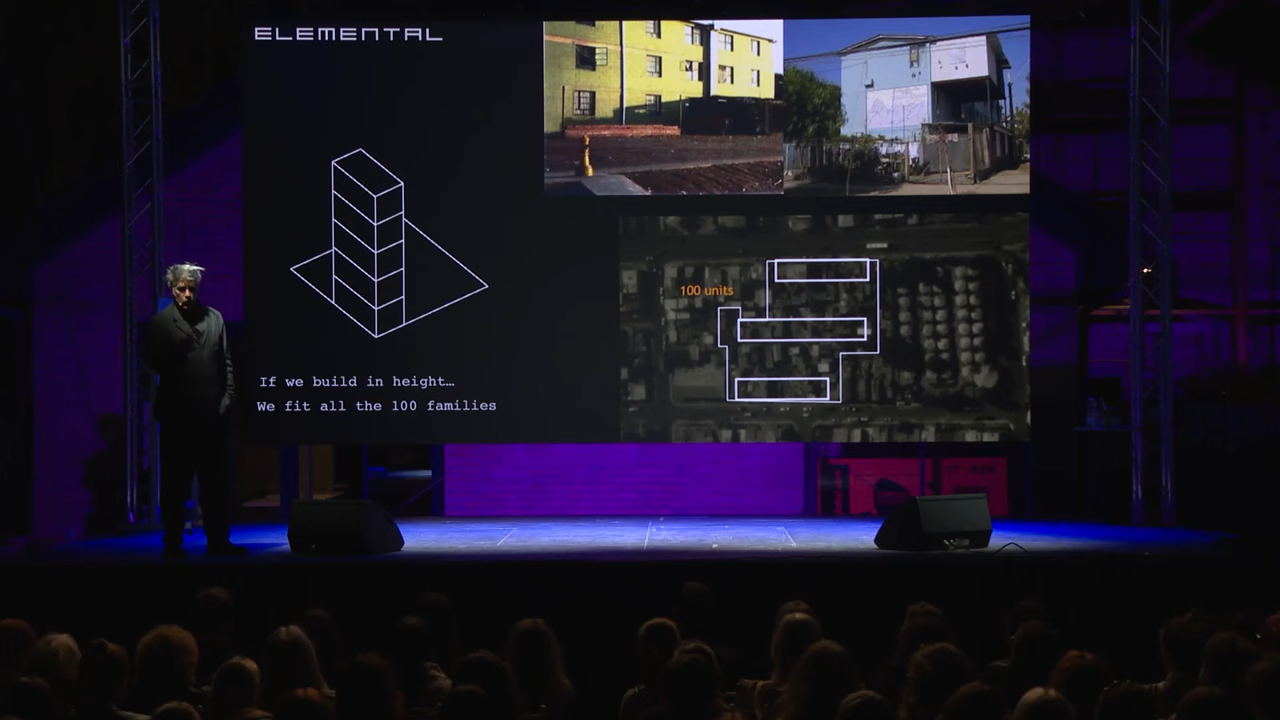 ELEMENTAL
100 units
If we build in height…
We fit all the 100 families